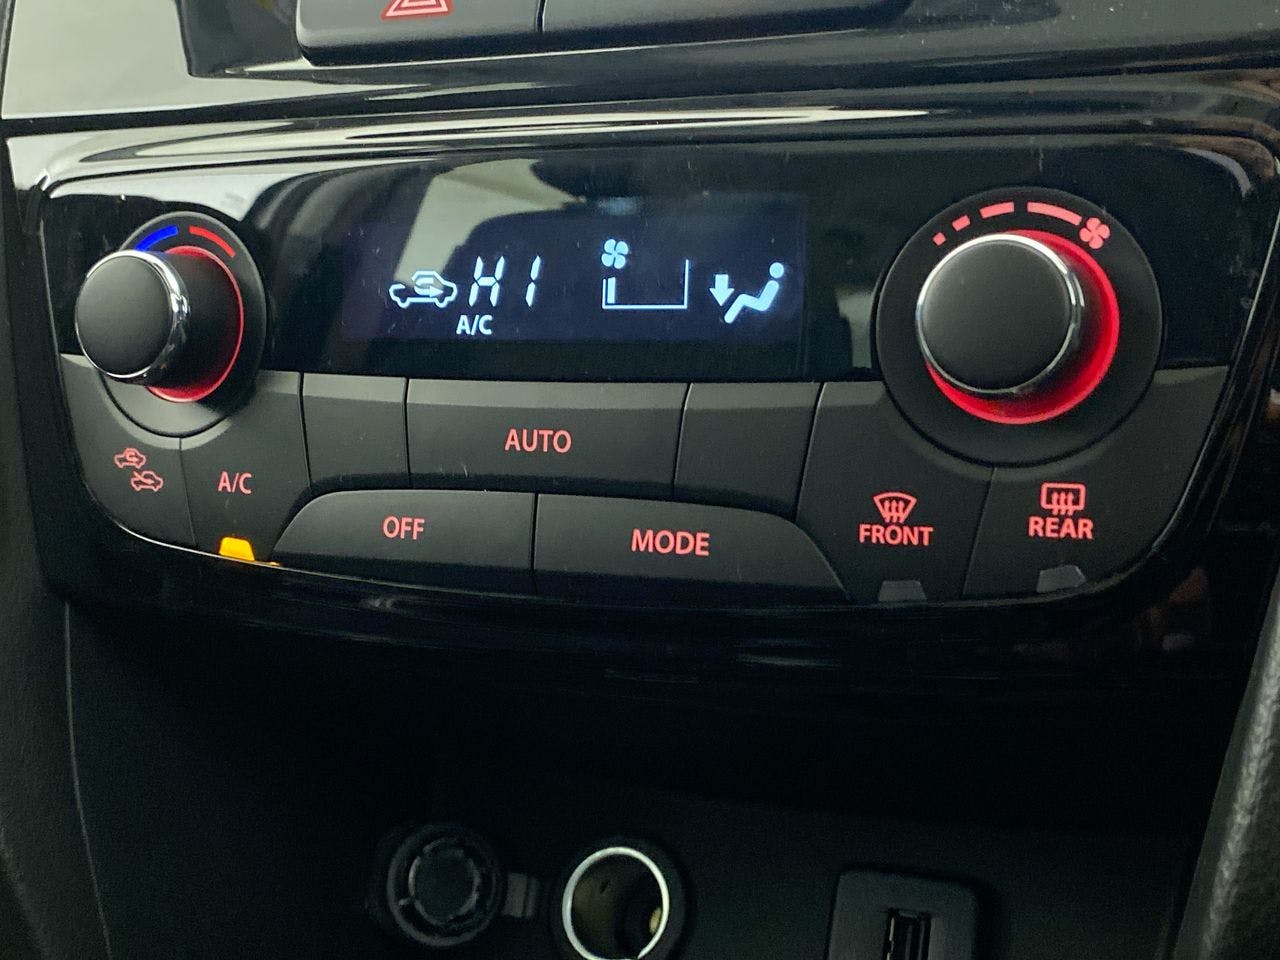 HI
A/C
AUTO
A/C
OFF
MODE
FRONT
REAR